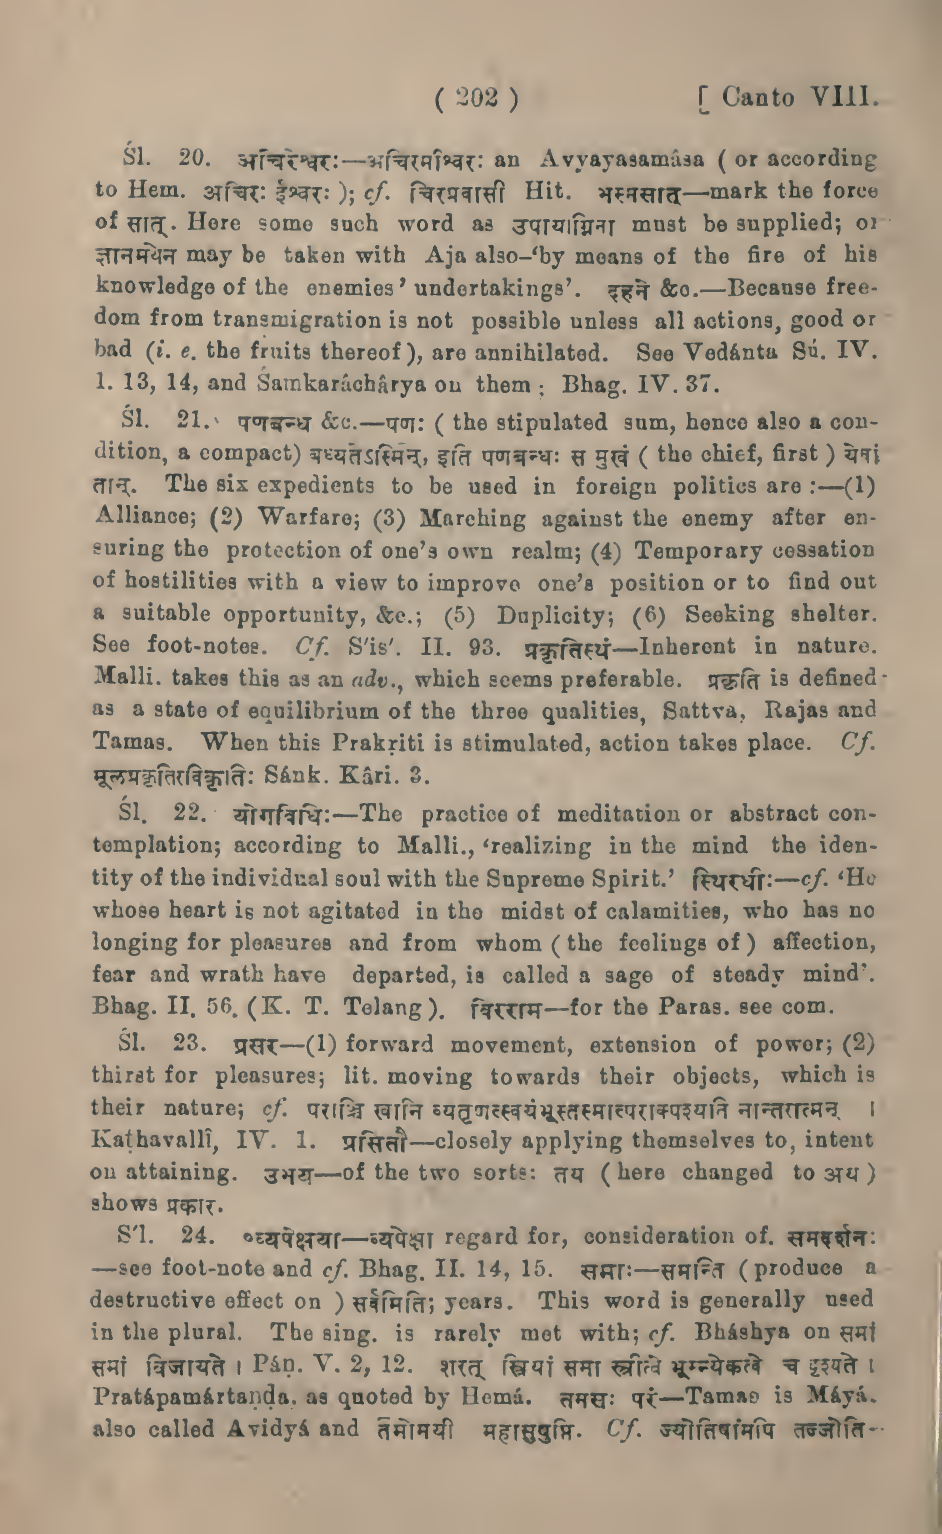 ( 202 ) [ Canto VIII.
Śl. 20. अचिरेश्वरः—अचिरमीश्वरः an Avyayasamâsa ( or according
to Hem. अचिरः ईश्वरः ); cf. चिरप्रवासी Hit. भस्मसात्—mark the force
of सात्. Here some such word as उपायाग्निना must be supplied; or
ज्ञानमयेन may be taken with Aja also–‘by means of the fire of his
knowledge of the enemies’ undertakings’. दहने &c.—Because free-
dom from transmigration is not possible unless all actions, good or
bad (i. e. the fruits thereof ), are annihilated. See Vedánta Sú. IV.
1. 13, 14, and Śamkaráchârya on them ; Bhag. IV. 37.
Śl. 21. पणबन्ध &c.—पणः ( the stipulated sum, hence also a con-
dition, a compact) बध्यतेऽस्मिन्, इति पणबन्धः स मुखं ( the chief, first ) येषां
तान्. The six expedients to be used in foreign politics are :—(1)
Alliance; (2) Warfare; (3) Marching against the enemy after en-
suring the protection of one’s own realm; (4) Temporary cessation
of hostilities with a view to improve one’s position or to find out
a suitable opportunity, &c.; (5) Duplicity; (6) Seeking shelter.
See foot-notes. Cf. S'is'. II. 93. प्रकृतिस्थं—Inherent in nature.
Malli. takes this as an adv., which seems preferable. प्रकृति is defined
as a state of equilibrium of the three qualities, Sattva, Rajas and
Tamas. When this Prakṛiti is stimulated, action takes place. Cf.
मूलप्रकृतिरविकृतिः Sánk. Kâri. 3.
Śl. 22. योगविधिः—The practice of meditation or abstract con-
templation; according to Malli., ‘realizing in the mind the iden-
tity of the individual soul with the Supreme Spirit.’ स्थिरधीः—cf. ‘He
whose heart is not agitated in the midst of calamities, who has no
longing for pleasures and from whom ( the feelings of ) affection,
fear and wrath have departed, is called a sage of steady mind’.
Bhag. II. 56. (K. T. Telang ). विरराम—for the Paras. see com.
Śl. 23. प्रसर—(1) forward movement, extension of power; (2)
thirst for pleasures; lit. moving towards their objects, which is
their nature; cf. पराञ्चि खानि व्यतृणत्स्वयंभूस्तस्मात्पराक्पश्यति नान्तरात्मन् ।
Kaṭhavallî, IV. 1. प्रसितौ—closely applying themselves to, intent
on attaining. उभय—of the two sorts: तय ( here changed to अय )
shows प्रकार.
S'l. 24. °व्यपेक्षया—व्यपेक्षा regard for, consideration of. समदर्शनः
—see foot-note and cf. Bhag. II. 14, 15. समाः—समन्ति ( produce a
destructive effect on ) सर्वमिति; years. This word is generally used
in the plural. The sing. is rarely met with; cf. Bháshya on समां
समां विजायते । Páṇ. V. 2, 12. शरत् स्त्रियां समा स्त्रीत्वे भूम्न्येकत्वे च दृश्यते ।
Pratápamártaṇḍa. as quoted by Hemá. तमसः परं—Tamas is Máyá.
also called Avidyá and तमोमयी महासुषुप्ति. Cf. ज्योतिषामपि तज्जोति-